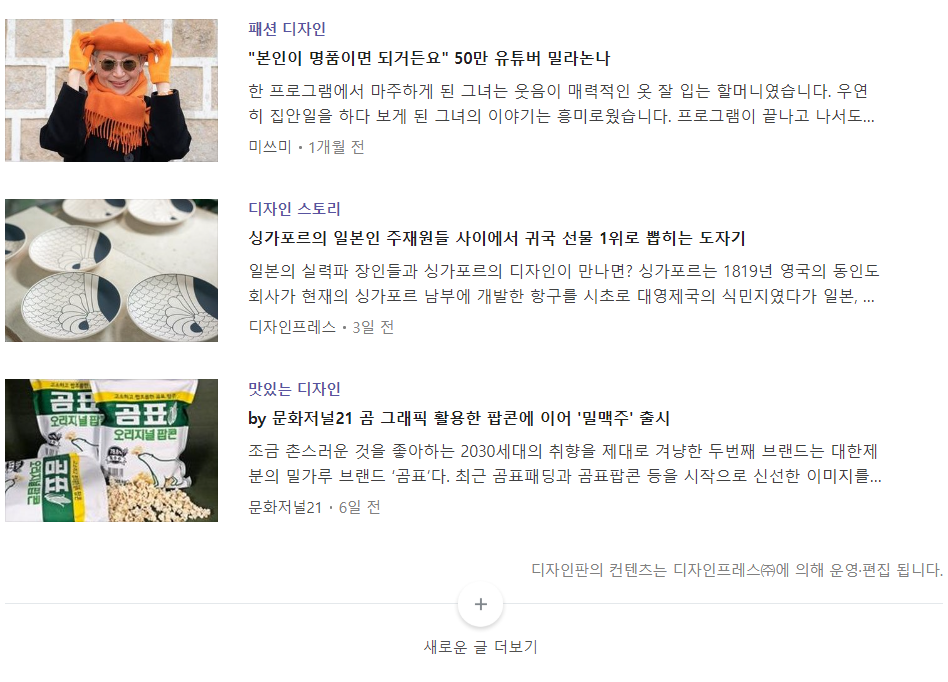 패션 디자인
"본인이 명품이면 되거든요" 50만 유튜버 밀라논나
한 프로그램에서 마주하게 된 그녀는 웃음이 매력적인 옷 잘 입는 할머니였습니다. 우연
히 집안일을 하다 보게 된 그녀의 이야기는 흥미로웠습니다. 프로그램이 끝나고 나서도...
미쓰미 · 1개월 전
디자인 스토리
싱가포르의 일본인 주재원들 사이에서 귀국 선물 1위로 뽑히는 도자기
일본의 실력파 장인들과 싱가포르의 디자인이 만나면? 싱가포르는 1819년 영국의 동인도
회사가 현재의 싱가포르 남부에 개발한 항구를 시초로 대영제국의 식민지였다가 일본, ...
디자인프레스 · 3일 전
곰표
오리지널 팝콘
곰표
오리지널 팝콘
곰표
맛있는 디자인
by 문화저널21 곰 그래픽 활용한 팝콘에 이어 '밀맥주' 출시
조금 촌스러운 것을 좋아하는 2030세대의 취향을 제대로 겨냥한 두번째 브랜드는 대한제
분의 밀가루 브랜드 '곰표'다. 최근 곰표패딩과 곰표팝콘 등을 시작으로 신선한 이미지를...
문화저널21 · 6일 전
디자인판의 컨텐츠는 디자인프레스㈜에 의해 운영·편집 됩니다.
+
새로운 글 더보기